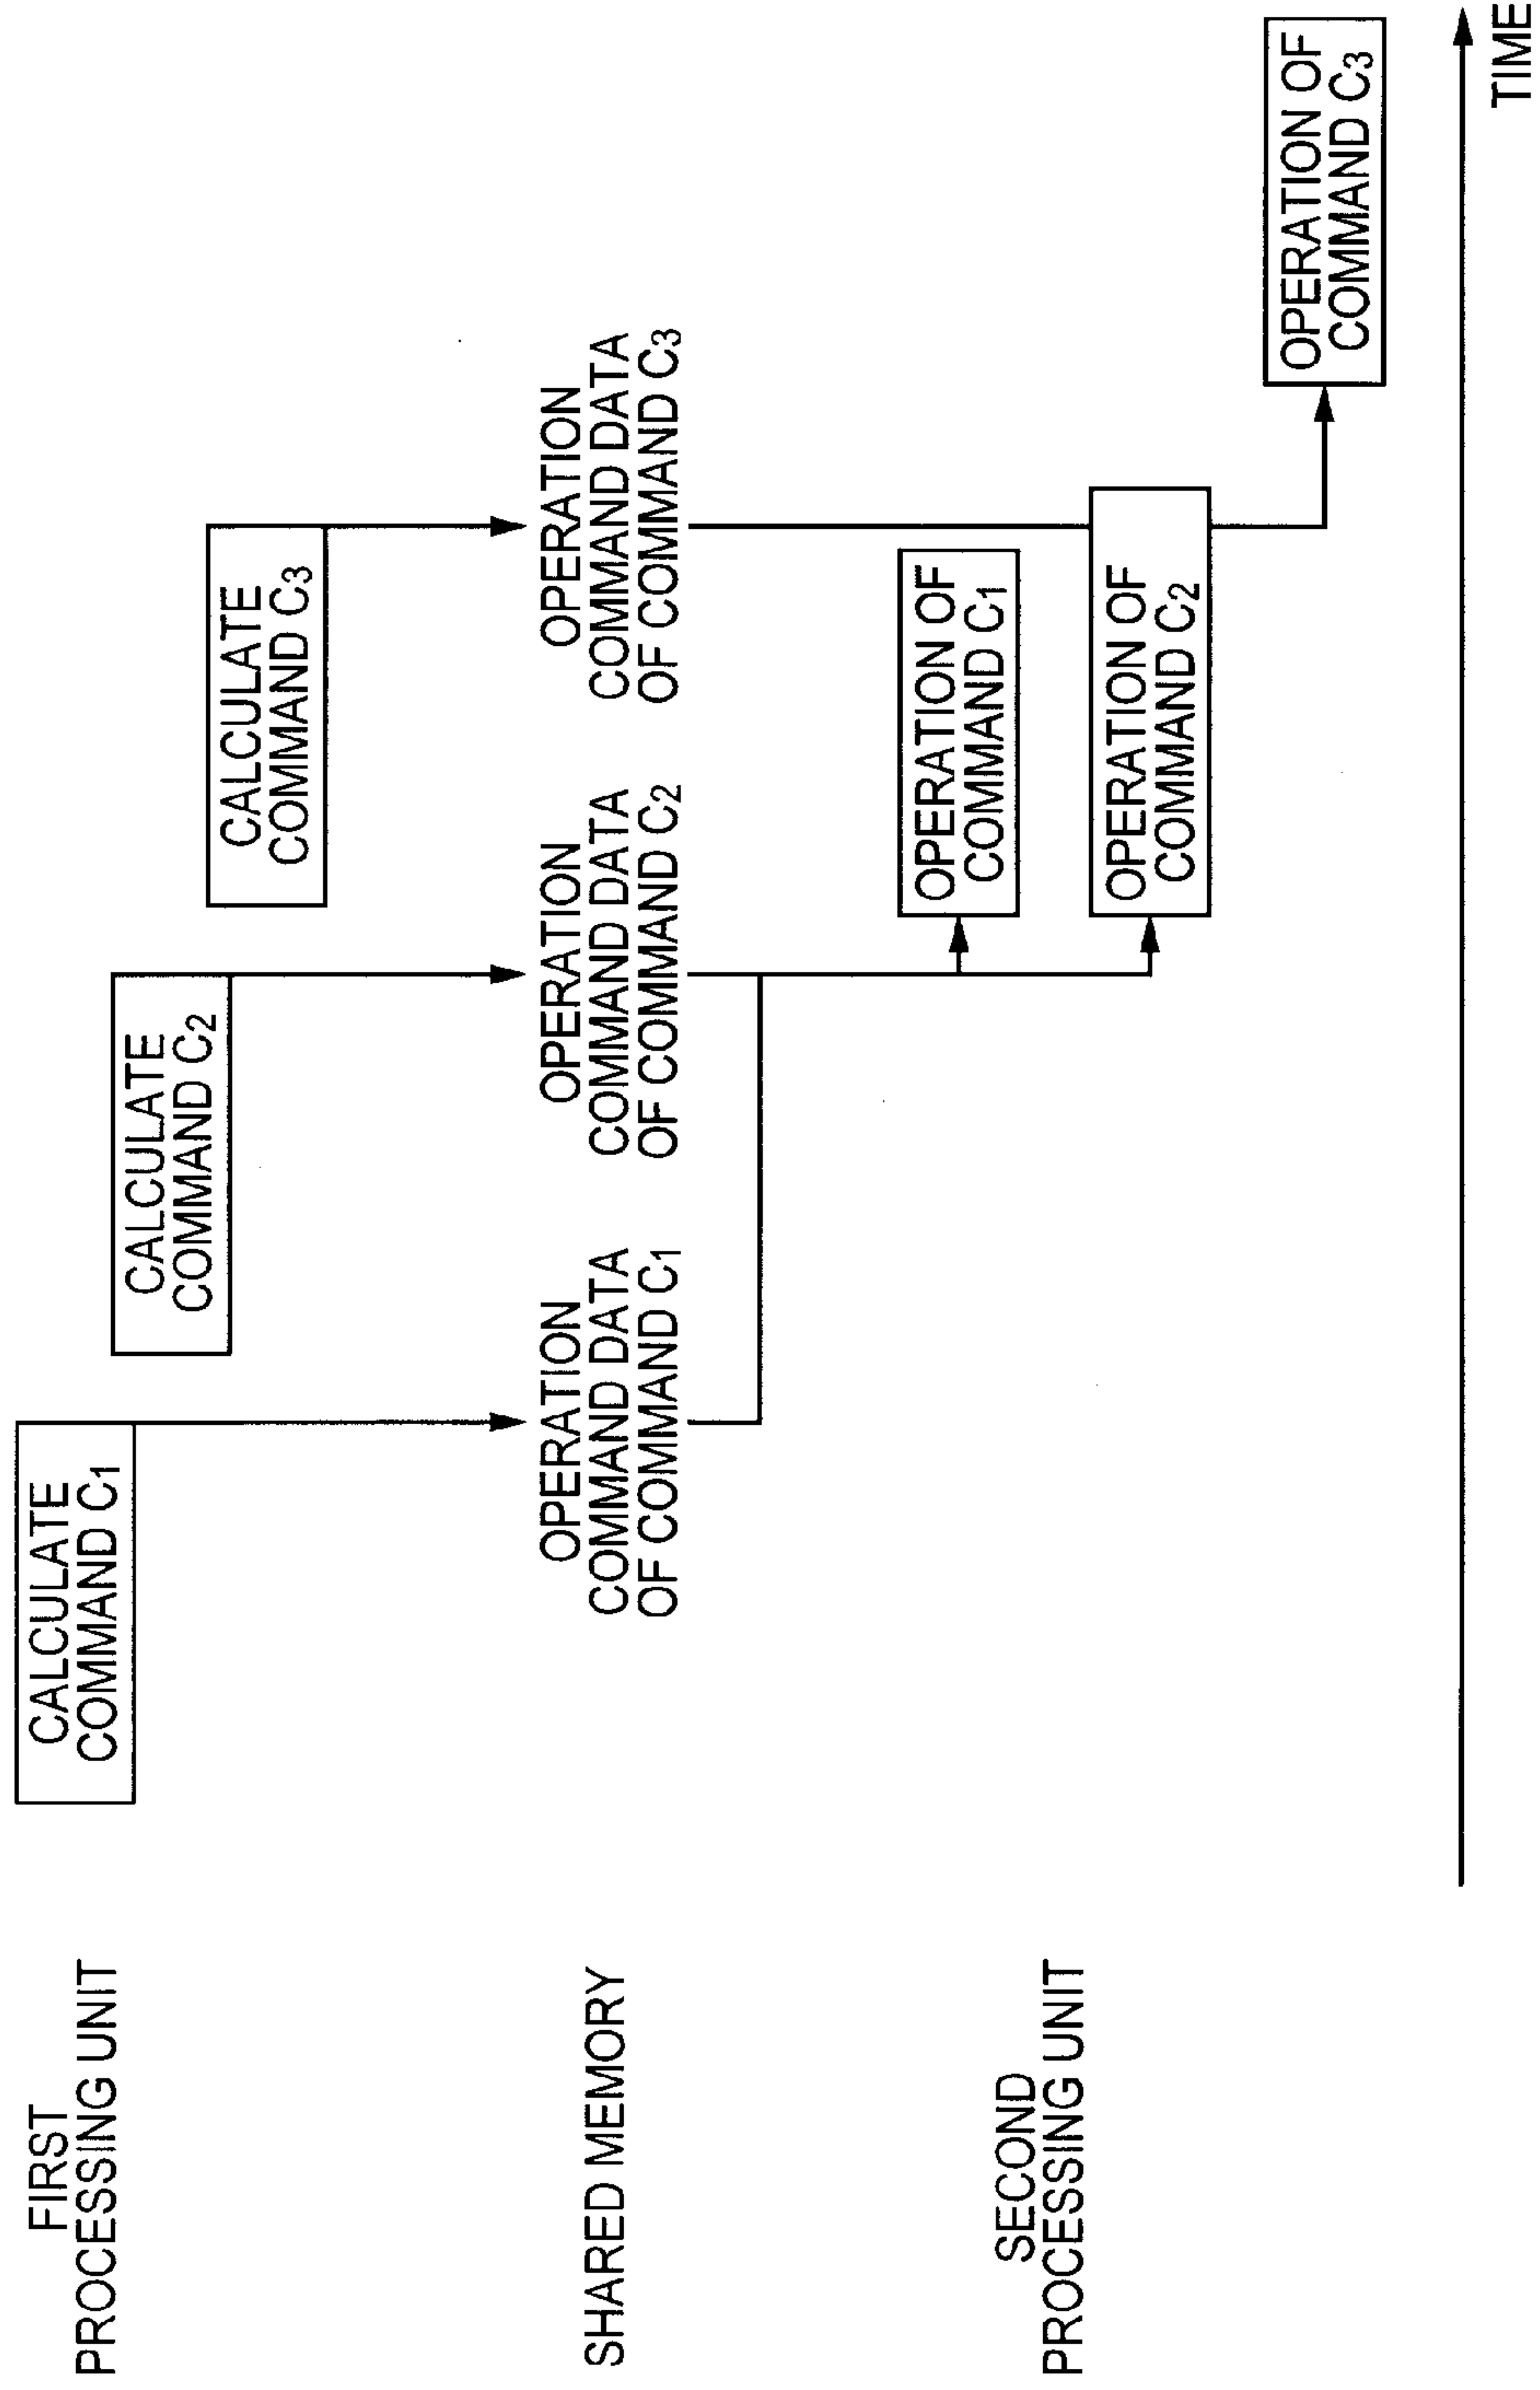 FIRST
PROCESSING UNIT
CALCULATE
COMMAND C1
CALCULATE
COMMAND C2
CALCULATE
COMMAND C3
SHARED MEMORY
OPERATION
COMMAND DATA
OF COMMAND C1
OPERATION
COMMAND DATA
OF COMMAND C2
OPERATION
COMMAND DATA
OF COMMAND C3
SECOND
PROCESSING UNIT
OPERATION OF
COMMAND C1
OPERATION OF
COMMAND C2
OPERATION OF
COMMAND C3
TIME